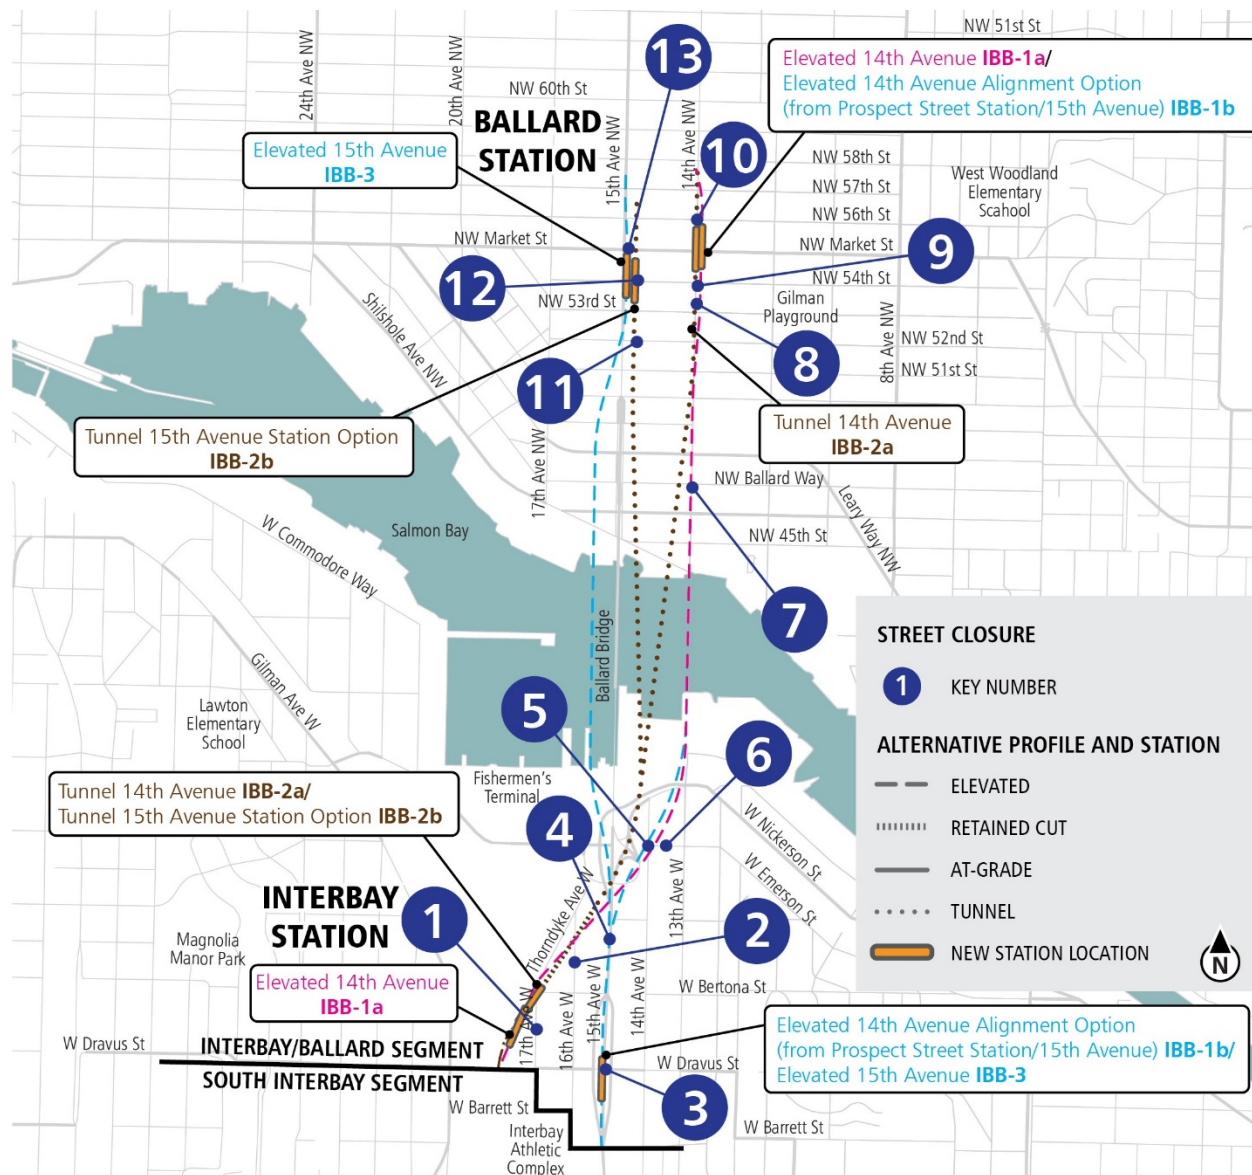 NW 51st St
24th Ave NW
20th Ave NW
13
Elevated 14th Avenue IBB-1a/
Elevated 14th Avenue Alignment Option
(from Prospect Street Station/15th Avenue) IBB-1b
NW 60th St
BALLARD
STATION
15th Ave NW
14th Ave NW
10
Elevated 15th Avenue
IBB-3
NW 58th St
NW 57th St
NW 56th St
West Woodland
Elementary
Scahool
NW Market St
NW Market St
9
12
NW 54th St
Shilshole Ave NW
NW 53rd St
Gilman
Playground
8th Ave NW
8
NW 52nd St
NW 51st St
11
Tunnel 15th Avenue Station Option
IBB-2b
Tunnel 14th Avenue
IBB-2a
17th Ave NW
NW Ballard Way
Leary Way NW
W Commodore Way
Salmon Bay
NW 45th St
7
Ballard Bridge
Gilman Ave W
Lawton
Elementary
School
5
6
Fishermen's
Terminal
Tunnel 14th Avenue IBB-2a/
Tunnel 15th Avenue Station Option IBB-2b
4
W Nickerson St
W Emerson St
INTERBAY
STATION
1
Thorndyke Ave W
13th Ave W
2
Magnolia
Manor Park
Elevated 14th Avenue
IBB-1a
17th Ave W
16th Ave W
15th Ave W
14th Ave W
W Bertona St
W Dravus St
INTERBAY/BALLARD SEGMENT
SOUTH INTERBAY SEGMENT
W Dravus St
Elevated 14th Avenue Alignment Option
(from Prospect Street Station/15th Avenue) IBB-1b/
Elevated 15th Avenue IBB-3
3
W Barrett St
W Barrett St
Interbay
Athletic
Complex
STREET CLOSURE
1
KEY NUMBER
ALTERNATIVE PROFILE AND STATION
ELEVATED
RETAINED CUT
AT-GRADE
TUNNEL
NEW STATION LOCATION
N